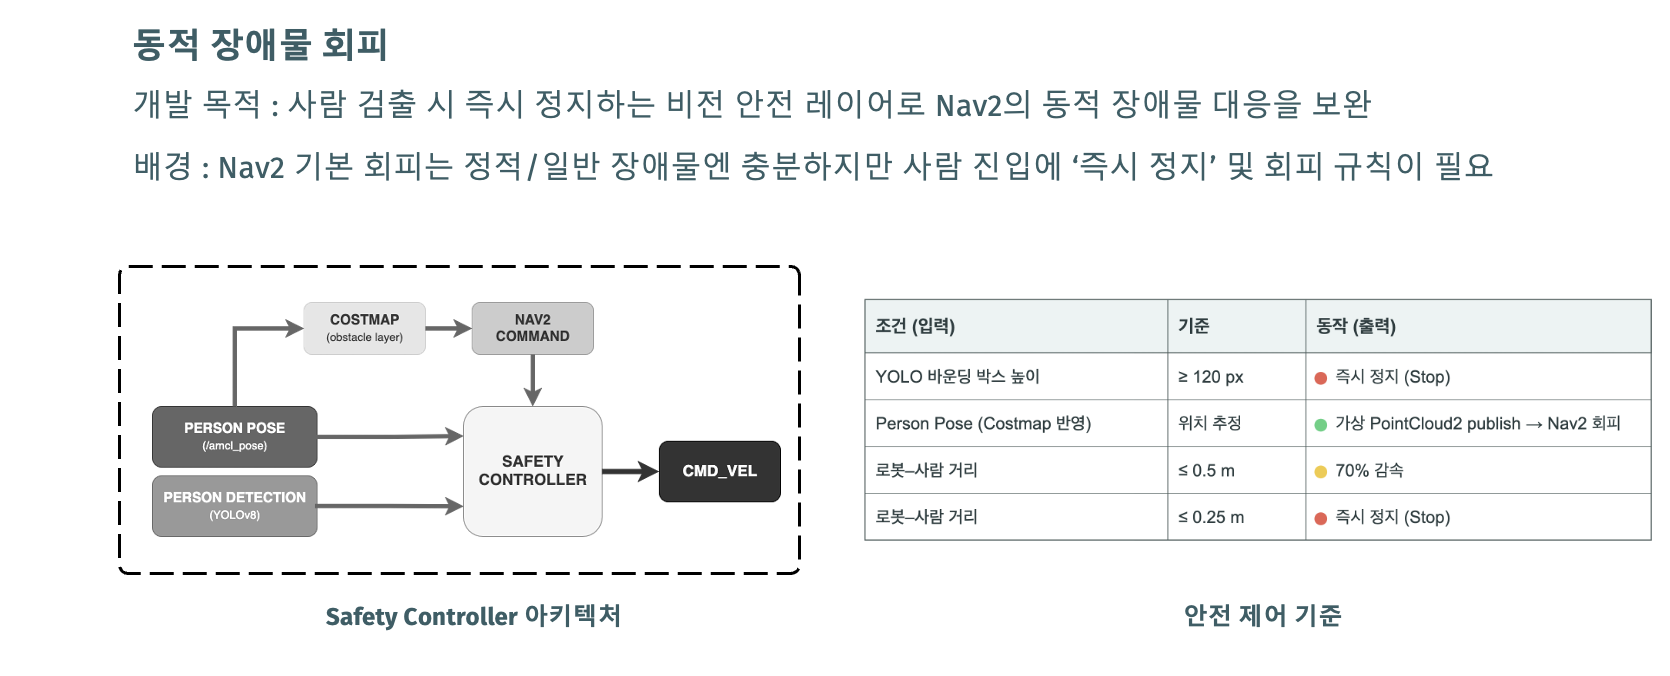 동적 장애물 회피
개발 목적 : 사람 검출 시 즉시 정지하는 비전 안전 레이어로 Nav2의 동적 장애물 대응을 보완
배경 : Nav2 기본 회피는 정적/일반 장애물엔 충분하지만 사람 진입에 ‘즉시 정지’ 및 회피 규칙이 필요
COSTMAP
(obstacle layer)
NAV2
COMMAND
PERSON POSE
(/amcl_pose)
PERSON DETECTION
(YOLOv8)
SAFETY
CONTROLLER
CMD_VEL
Safety Controller 아키텍처
조건 (입력) 기준 동작 (출력)
YOLO 바운딩 박스 높이 ≥ 120 px 즉시 정지 (Stop)
Person Pose (Costmap 반영) 위치 추정 가상 PointCloud2 publish → Nav2 회피
로봇–사람 거리 ≤ 0.5 m 70% 감속
로봇–사람 거리 ≤ 0.25 m 즉시 정지 (Stop)
안전 제어 기준